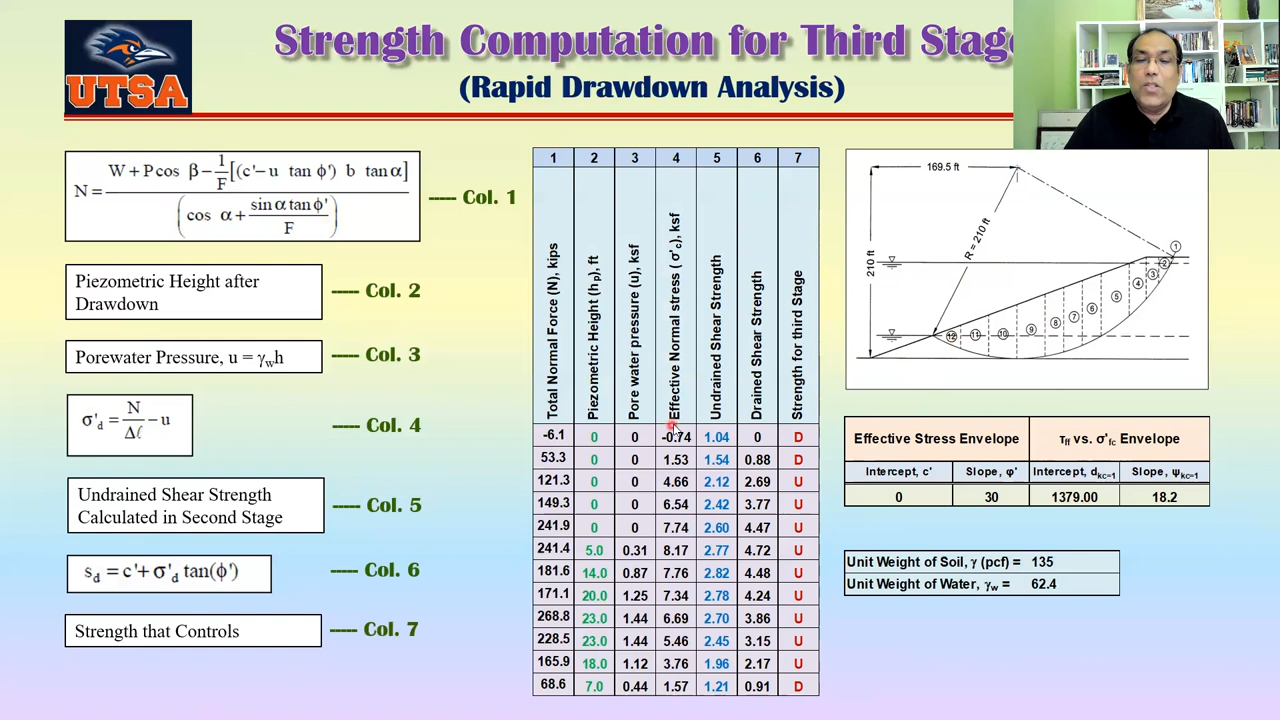 UTSA
Strength Computation for Third Stage
(Rapid Drawdown Analysis)
N = W + P cos β − 1/F [(c'− u tan ϕ') b tan α] / (cos α + sin α tan ϕ' / F)
----- Col. 1
Piezometric Height after
Drawdown
----- Col. 2
Porewater Pressure, u = γwh
----- Col. 3
σ'd = N/Δℓ − u
----- Col. 4
Undrained Shear Strength
Calculated in Second Stage
----- Col. 5
sd = c'+ σ'd tan(ϕ')
----- Col. 6
Strength that Controls
----- Col. 7
1 2 3 4 5 6 7
Total Normal Force (N), kips
Piezometric Height (hp), ft
Pore water pressure (u), ksf
Effective Normal stress (σ'c), ksf
Undrained Shear Strength
Drained Shear Strength
Strength for third Stage
-6.1 0 0 -0.74 1.04 0 D
53.3 0 0 1.53 1.54 0.88 D
121.3 0 0 4.66 2.12 2.69 U
149.3 0 0 6.54 2.42 3.77 U
241.9 0 0 7.74 2.60 4.47 U
241.4 5.0 0.31 8.17 2.77 4.72 U
181.6 14.0 0.87 7.76 2.82 4.48 U
171.1 20.0 1.25 7.34 2.78 4.24 U
268.8 23.0 1.44 6.69 2.70 3.86 U
228.5 23.0 1.44 5.46 2.45 3.15 U
165.9 18.0 1.12 3.76 1.96 2.17 U
68.6 7.0 0.44 1.57 1.21 0.91 D
169.5 ft
210 ft
R = 210 ft
1
2
3
4
5
6
7
8
9
10
11
12
Effective Stress Envelope τff vs. σ'fc Envelope
Intercept, c' Slope, φ' Intercept, dkc=1 Slope, ψkc=1
0 30 1379.00 18.2
Unit Weight of Soil, γ (pcf) = 135
Unit Weight of Water, γw = 62.4